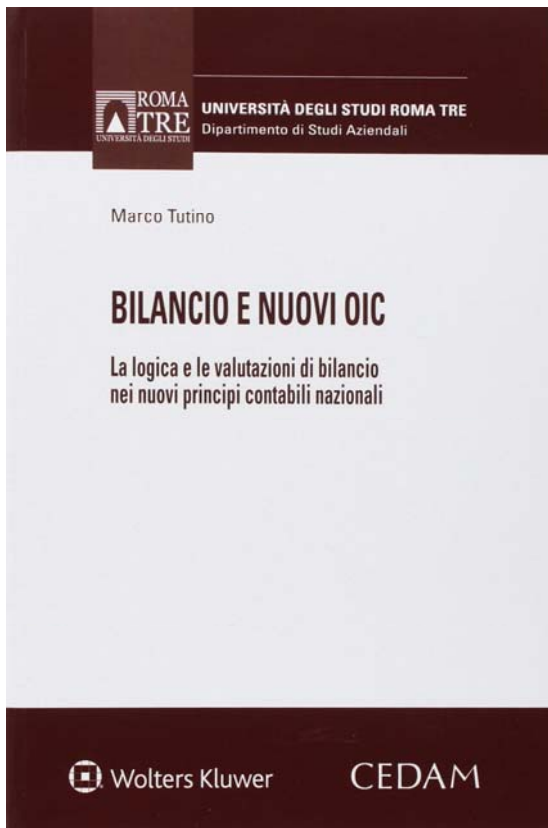 ROMA
TRE
UNIVERSITÀ DEGLI STUDI
UNIVERSITÀ DEGLI STUDI ROMA TRE
Dipartimento di Studi Aziendali
Marco Tutino
BILANCIO E NUOVI OIC
La logica e le valutazioni di bilancio
nei nuovi principi contabili nazionali
Wolters Kluwer
CEDAM